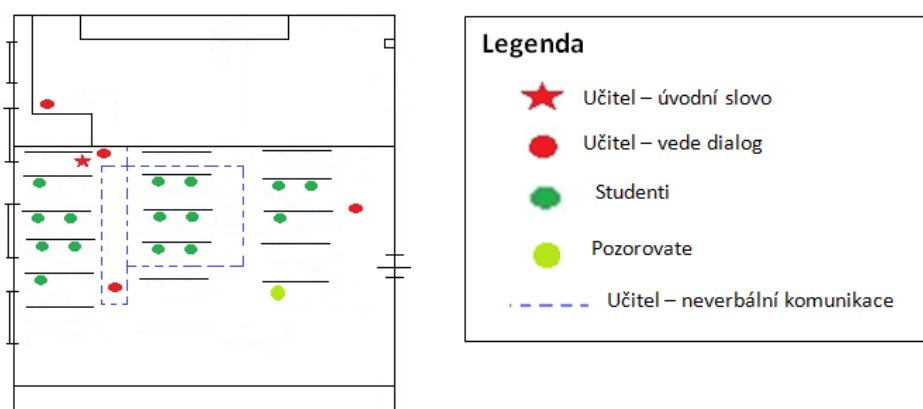 Legenda
Učitel – úvodní slovo
Učitel – vede dialog
Studenti
Pozorovate
Učitel – neverbální komunikace